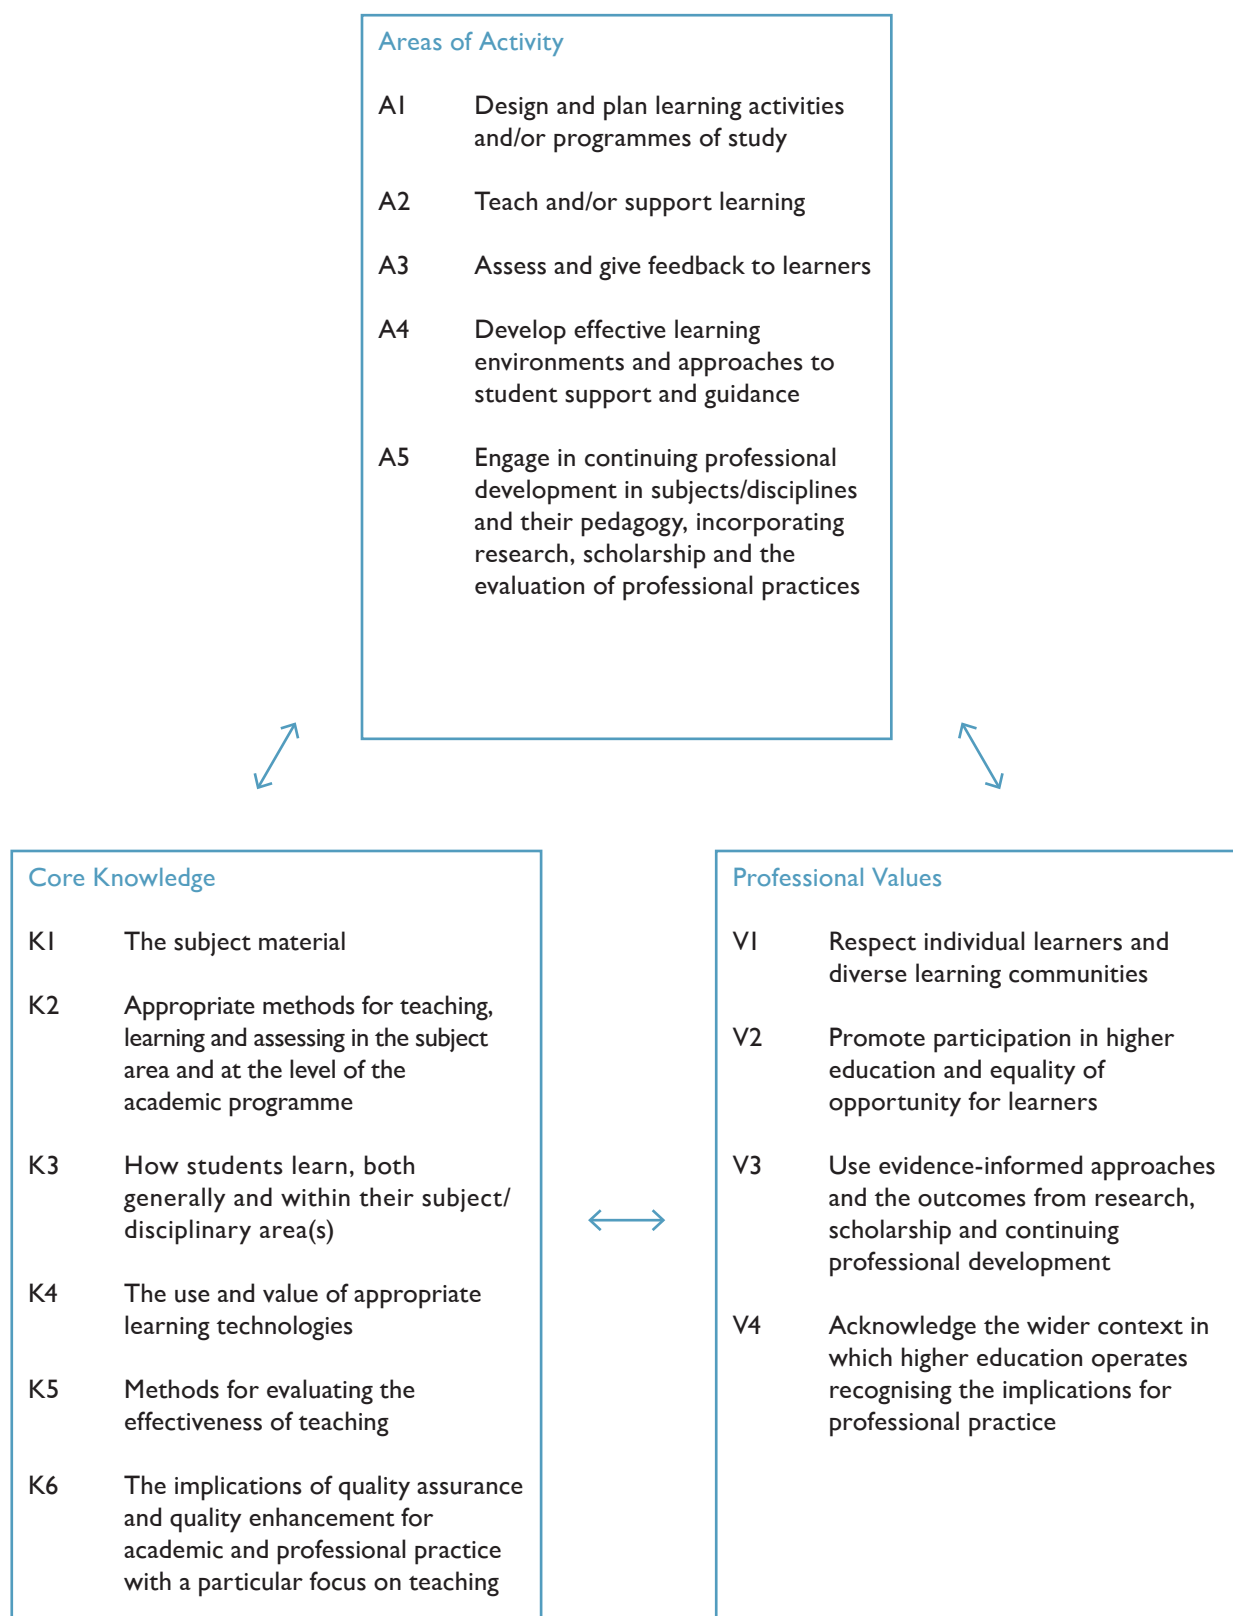 Areas of Activity
A1 Design and plan learning activities
and/or programmes of study
A2 Teach and/or support learning
A3 Assess and give feedback to learners
A4 Develop effective learning
environments and approaches to
student support and guidance
A5 Engage in continuing professional
development in subjects/disciplines
and their pedagogy, incorporating
research, scholarship and the
evaluation of professional practices
Core Knowledge
K1 The subject material
K2 Appropriate methods for teaching,
learning and assessing in the subject
area and at the level of the
academic programme
K3 How students learn, both
generally and within their subject/
disciplinary area(s)
K4 The use and value of appropriate
learning technologies
K5 Methods for evaluating the
effectiveness of teaching
K6 The implications of quality assurance
and quality enhancement for
academic and professional practice
with a particular focus on teaching
Professional Values
V1 Respect individual learners and
diverse learning communities
V2 Promote participation in higher
education and equality of
opportunity for learners
V3 Use evidence-informed approaches
and the outcomes from research,
scholarship and continuing
professional development
V4 Acknowledge the wider context in
which higher education operates
recognising the implications for
professional practice